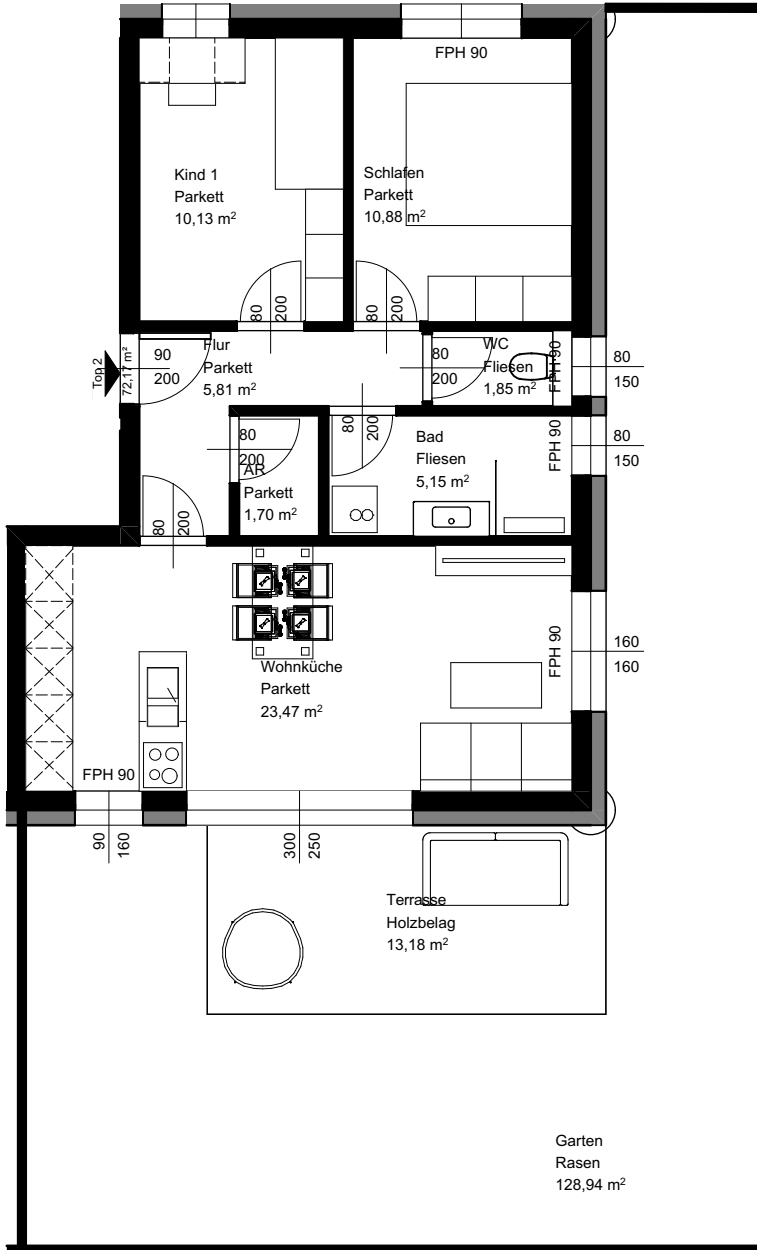 FPH 90
Kind 1
Parkett
10,13 m²
Schlafen
Parkett
10,88 m²
80
200
80
200
Top 2
72,17 m²
90
200
Flur
Parkett
5,81 m²
80
200
WC
Fliesen
1,85 m²
FPH 90
80
150
80
200
AR
Parkett
1,70 m²
80
200
Bad
Fliesen
5,15 m²
FPH 90
80
150
80
200
Wohnküche
Parkett
23,47 m²
FPH 90
160
160
FPH 90
90
160
300
250
Terrasse
Holzbelag
13,18 m²
Garten
Rasen
128,94 m²